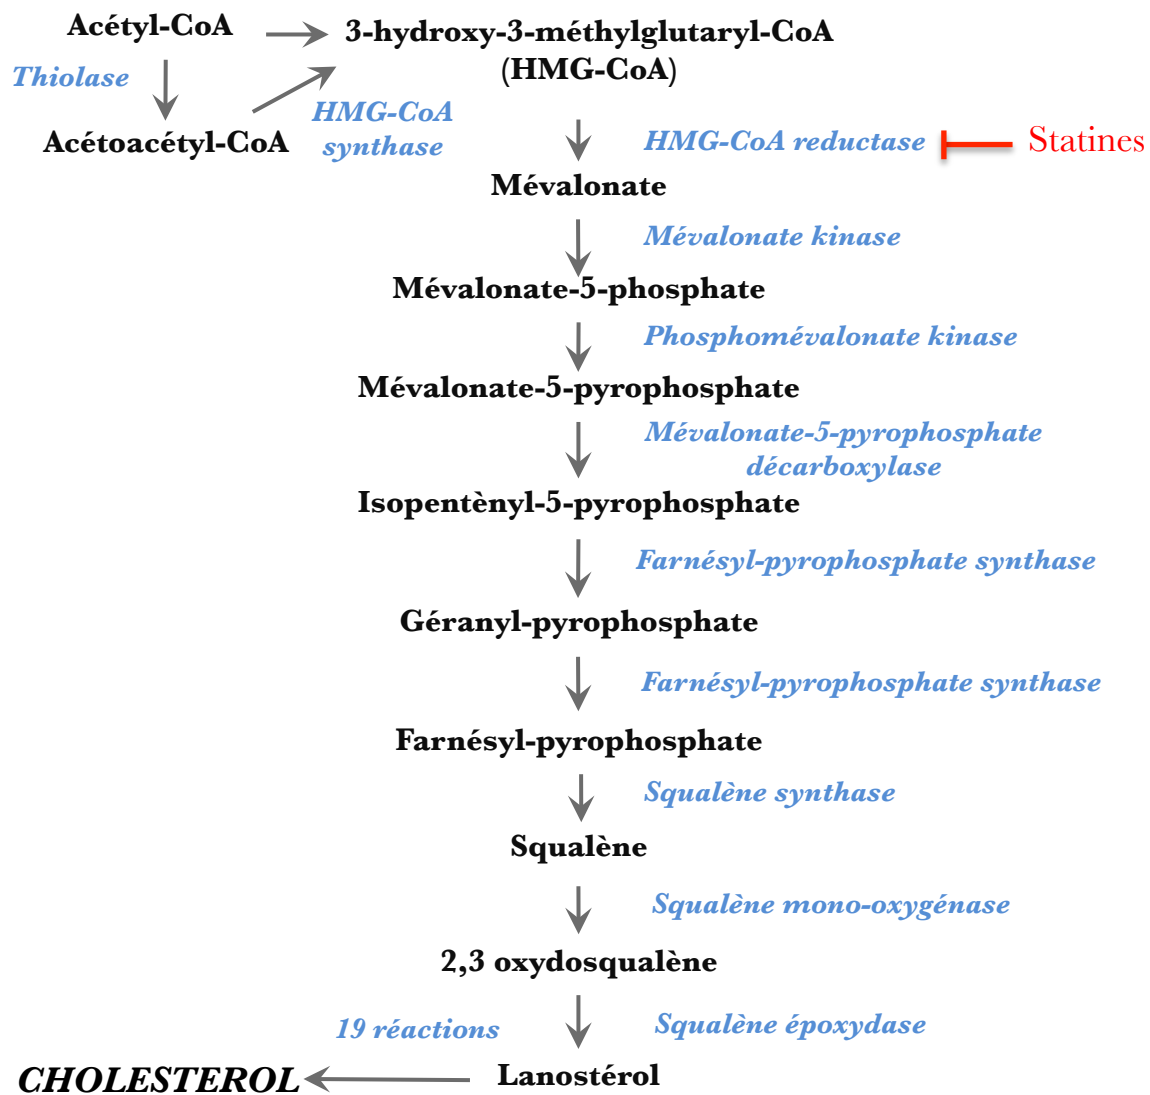 Acétyl-CoA
3-hydroxy-3-méthylglutaryl-CoA
(HMG-CoA)
Thiolase
Acétoacétyl-CoA
HMG-CoA
synthase
HMG-CoA reductase
Statines
Mévalonate
Mévalonate kinase
Mévalonate-5-phosphate
Phosphomévalonate kinase
Mévalonate-5-pyrophosphate
Mévalonate-5-pyrophosphate
décarboxylase
Isopentènyl-5-pyrophosphate
Farnésyl-pyrophosphate synthase
Géranyl-pyrophosphate
Farnésyl-pyrophosphate synthase
Farnésyl-pyrophosphate
Squalène synthase
Squalène
Squalène mono-oxygénase
2,3 oxydosqualène
19 réactions
Squalène époxydase
CHOLESTEROL
Lanostérol